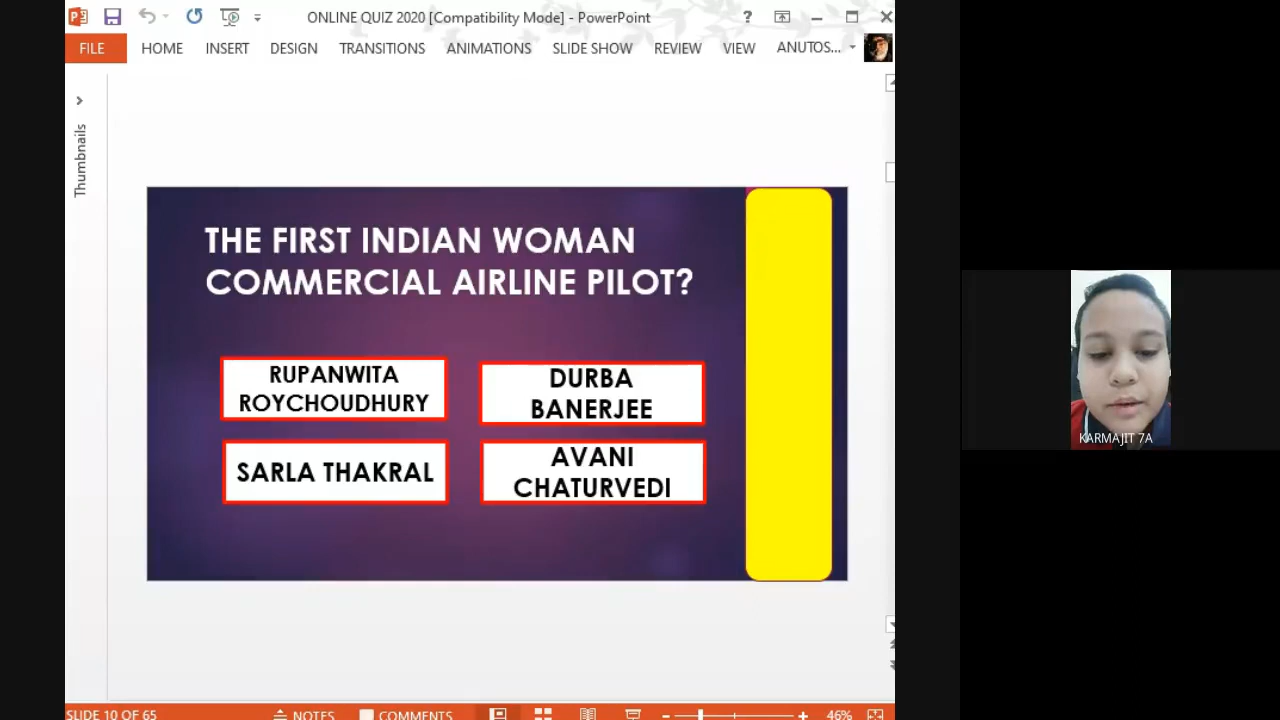 ONLINE QUIZ 2020 [Compatibility Mode] - PowerPoint
?
FILE HOME INSERT DESIGN TRANSITIONS ANIMATIONS SLIDE SHOW REVIEW VIEW ANUTOS...
Thumbnails
THE FIRST INDIAN WOMAN
COMMERCIAL AIRLINE PILOT?
RUPANWITA
ROYCHOUDHURY
DURBA
BANERJEE
SARLA THAKRAL
AVANI
CHATURVEDI
KARMAJIT 7A
SLIDE 10 OF 65 NOTES COMMENTS 46%